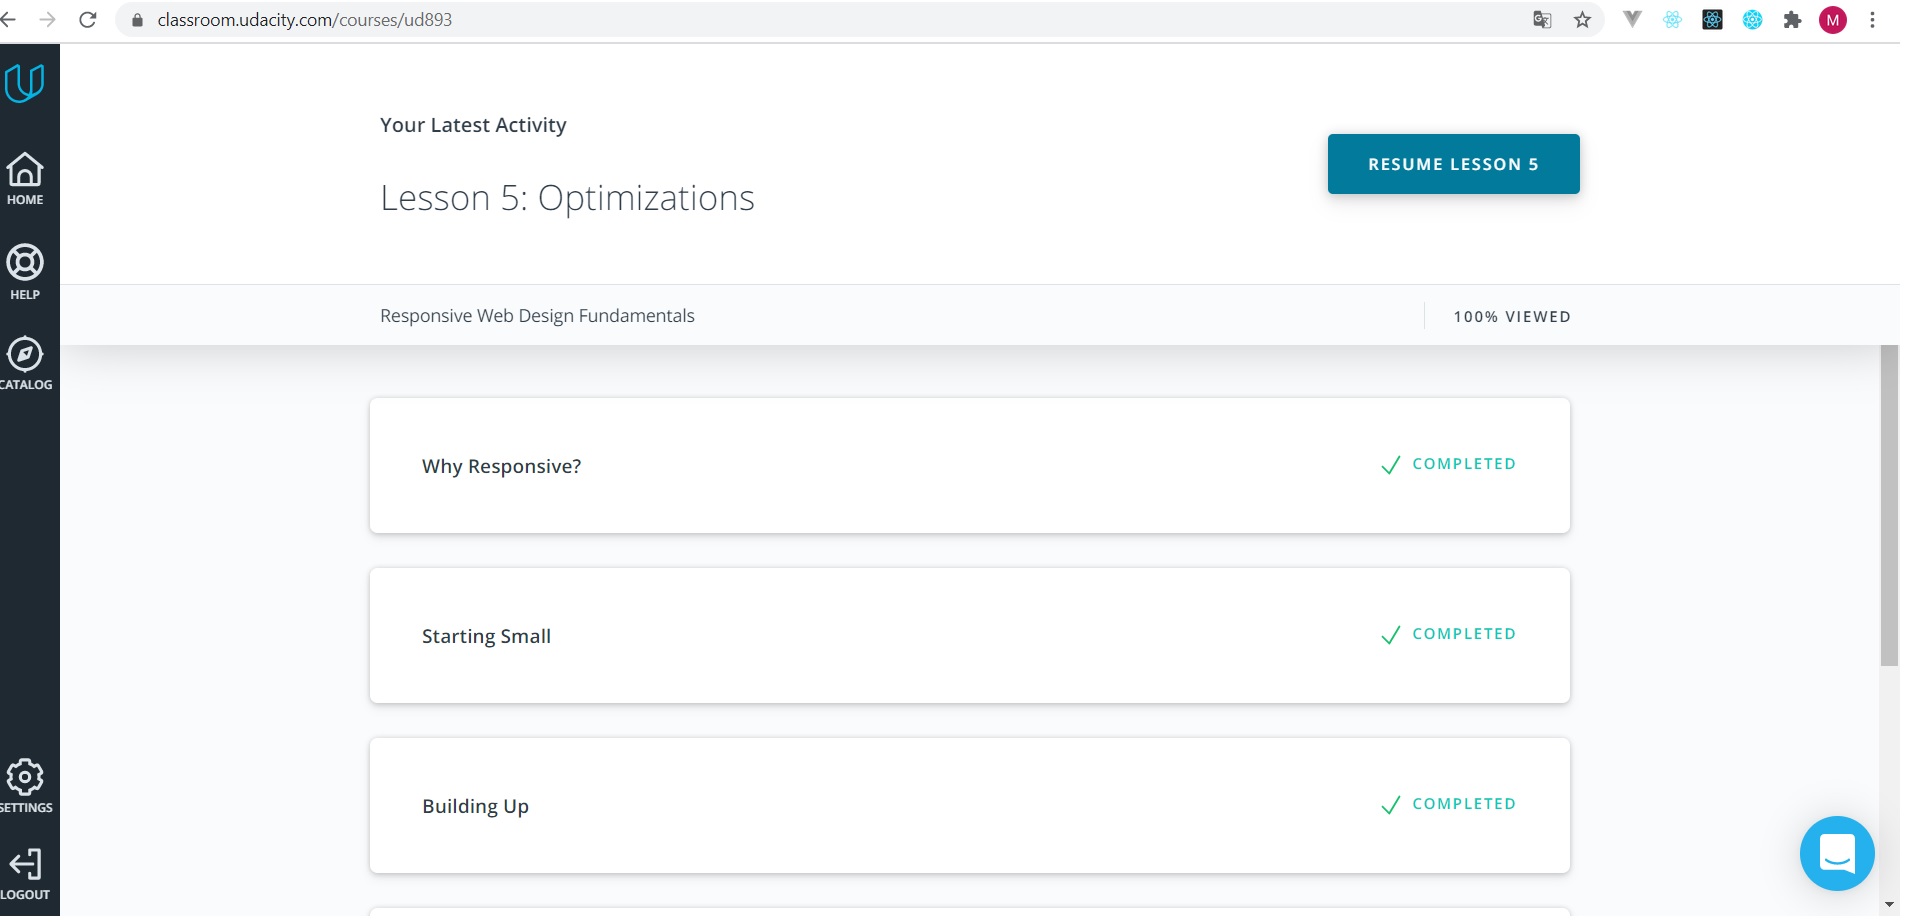 classroom.udacity.com/courses/ud893
M
HOME
HELP
CATALOG
SETTINGS
LOGOUT
Your Latest Activity
Lesson 5: Optimizations
RESUME LESSON 5
Responsive Web Design Fundamentals
100% VIEWED
Why Responsive?
COMPLETED
Starting Small
COMPLETED
Building Up
COMPLETED